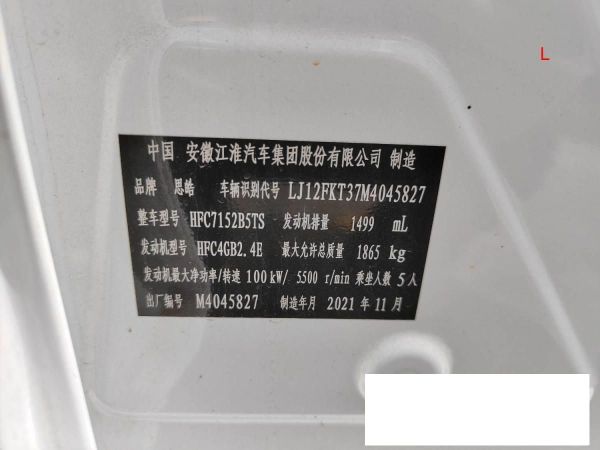 L
中国 安徽江淮汽车集团股份有限公司 制造
品牌 思皓 车辆识别代号 LJ12FKT37M4045827
整车型号 HFC7152B5TS 发动机排量 1499 mL
发动机型号 HFC4GB2.4E 最大允许总质量 1865 kg
发动机最大净功率/转速 100kW/ 5500 r/min 乘坐人数 5人
出厂编号 M4045827 制造年月 2021 年 11 月